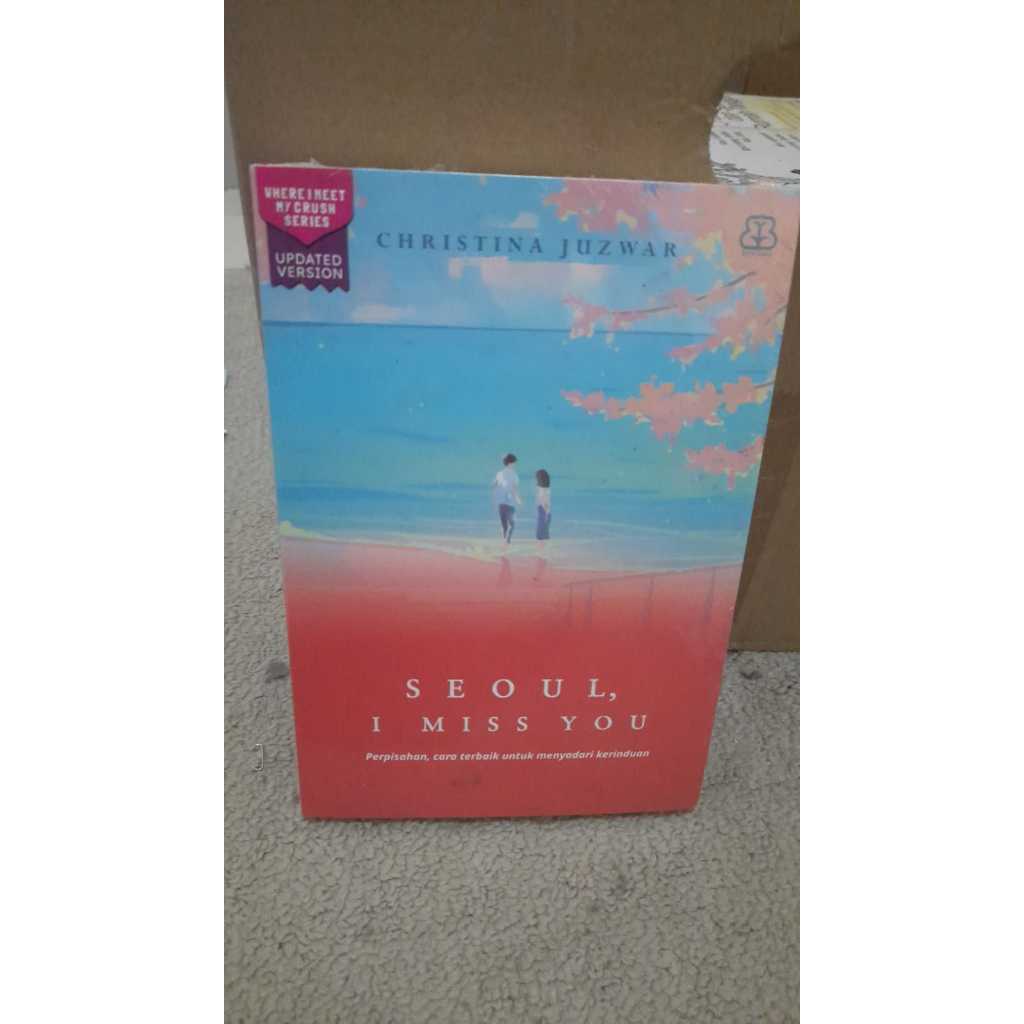 WHERE I MEET
MY CRUSH
SERIES
UPDATED
VERSION
CHRISTINA JUZWAR
SEOUL,
I MISS YOU
Perpisahan, cara terbaik untuk menyadari kerinduan